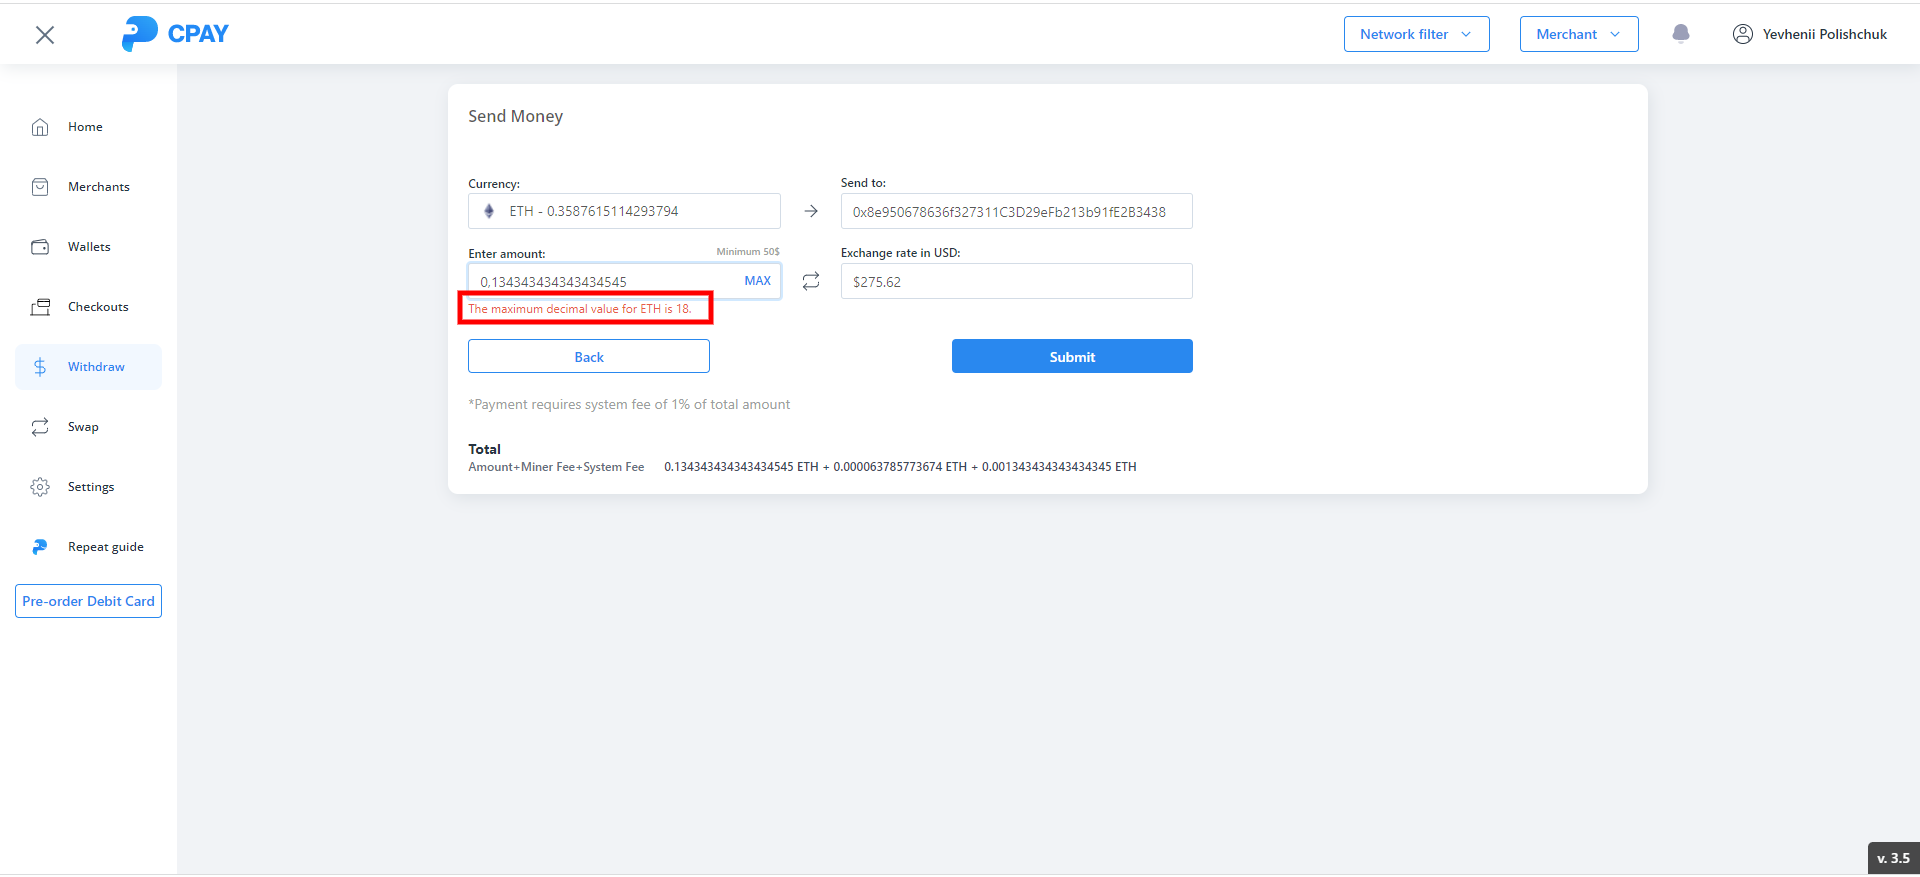 CPAY
Network filter
Merchant
Yevhenii Polishchuk
Home
Merchants
Wallets
Checkouts
Withdraw
Swap
Settings
Repeat guide
Pre-order Debit Card
Send Money
Currency:
ETH - 0.3587615114293794
Send to:
0x8e950678636f327311C3D29eFb213b91fE2B3438
Enter amount:
Minimum 50$
0,134343434343434545
MAX
Exchange rate in USD:
$275.62
The maximum decimal value for ETH is 18.
Back
Submit
*Payment requires system fee of 1% of total amount
Total
Amount+Miner Fee+System Fee 0.134343434343434545 ETH + 0.000063785773674 ETH + 0.001343434343434345 ETH
v. 3.5